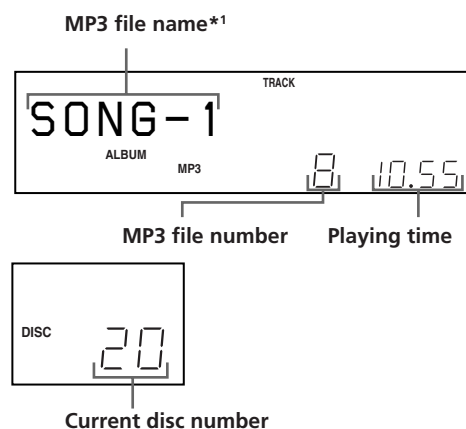 MP3 file name*1
TRACK
SONG-1
ALBUM
MP3
8 10.55
MP3 file number Playing time
DISC
20
Current disc number